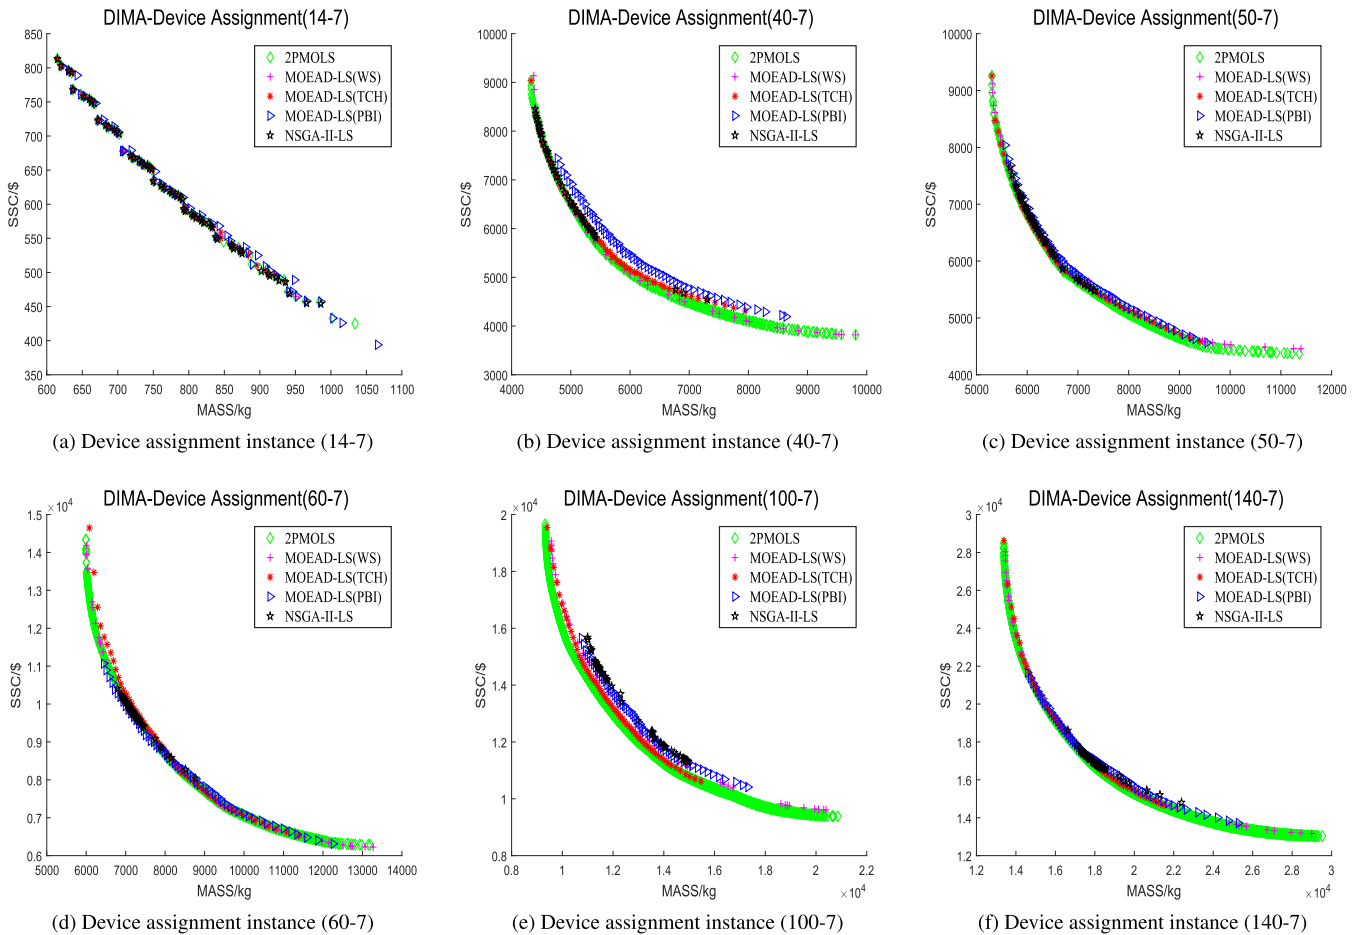 DIMA-Device Assignment(14-7)
850
800
750
700
650
600
550
500
450
400
350
SSC/$
600 650 700 750 800 850 900 950 1000 1050 1100
MASS/kg
2PMOLS
MOEAD-LS(WS)
MOEAD-LS(TCH)
MOEAD-LS(PBI)
NSGA-II-LS
(a) Device assignment instance (14-7)
DIMA-Device Assignment(40-7)
10000
9000
8000
7000
6000
5000
4000
3000
SSC/$
4000 5000 6000 7000 8000 9000 10000
MASS/kg
2PMOLS
MOEAD-LS(WS)
MOEAD-LS(TCH)
MOEAD-LS(PBI)
NSGA-II-LS
(b) Device assignment instance (40-7)
DIMA-Device Assignment(50-7)
10000
9000
8000
7000
6000
5000
4000
SSC/$
5000 6000 7000 8000 9000 10000 11000 12000
MASS/kg
2PMOLS
MOEAD-LS(WS)
MOEAD-LS(TCH)
MOEAD-LS(PBI)
NSGA-II-LS
(c) Device assignment instance (50-7)
DIMA-Device Assignment(60-7)
×10⁴
1.5
1.4
1.3
1.2
1.1
1
0.9
0.8
0.7
0.6
SSC/$
5000 6000 7000 8000 9000 10000 11000 12000 13000 14000
MASS/kg
2PMOLS
MOEAD-LS(WS)
MOEAD-LS(TCH)
MOEAD-LS(PBI)
NSGA-II-LS
(d) Device assignment instance (60-7)
DIMA-Device Assignment(100-7)
×10⁴
2
1.8
1.6
1.4
1.2
1
0.8
SSC/$
0.8 1 1.2 1.4 1.6 1.8 2 2.2
MASS/kg
×10⁴
2PMOLS
MOEAD-LS(WS)
MOEAD-LS(TCH)
MOEAD-LS(PBI)
NSGA-II-LS
(e) Device assignment instance (100-7)
DIMA-Device Assignment(140-7)
×10⁴
3
2.8
2.6
2.4
2.2
2
1.8
1.6
1.4
1.2
SSC/$
1.2 1.4 1.6 1.8 2 2.2 2.4 2.6 2.8 3
MASS/kg
×10⁴
2PMOLS
MOEAD-LS(WS)
MOEAD-LS(TCH)
MOEAD-LS(PBI)
NSGA-II-LS
(f) Device assignment instance (140-7)